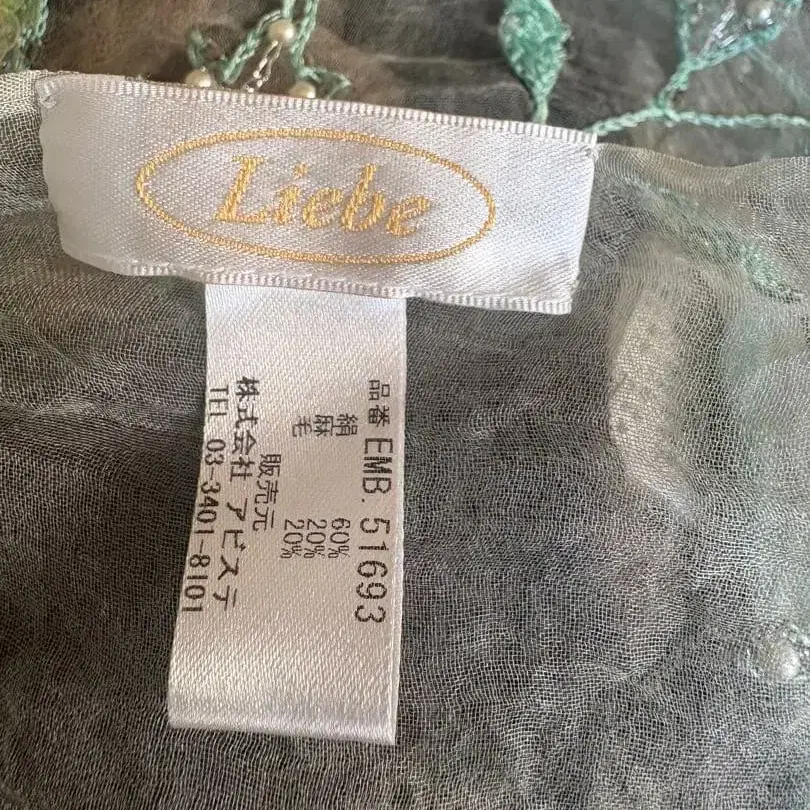 Liebe
品番 EMB. 51693
絹 60%
麻 20%
毛 20%
販売元
株式会社 アビステ
TEL 03-3401-8101